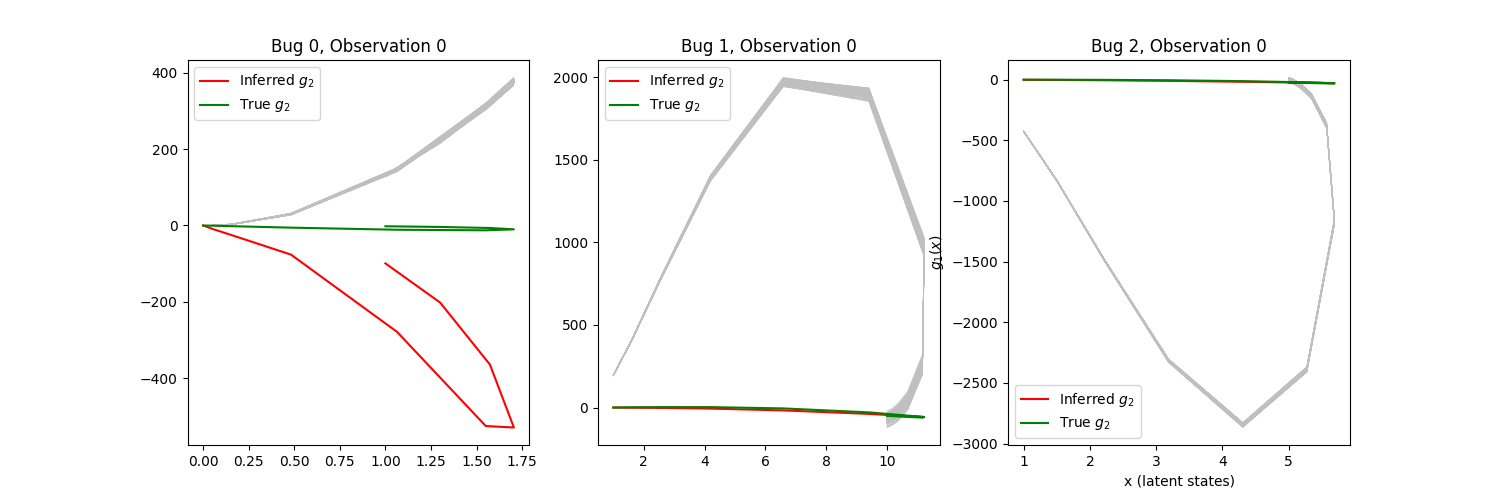 Bug 0, Observation 0
400
200
0
−200
−400
0.00 0.25 0.50 0.75 1.00 1.25 1.50 1.75
Inferred g₂
True g₂
Bug 1, Observation 0
2000
1500
1000
500
0
2 4 6 8 10
Inferred g₂
True g₂
Bug 2, Observation 0
g₁(x)
0
−500
−1000
−1500
−2000
−2500
−3000
1 2 3 4 5
Inferred g₂
True g₂
x (latent states)